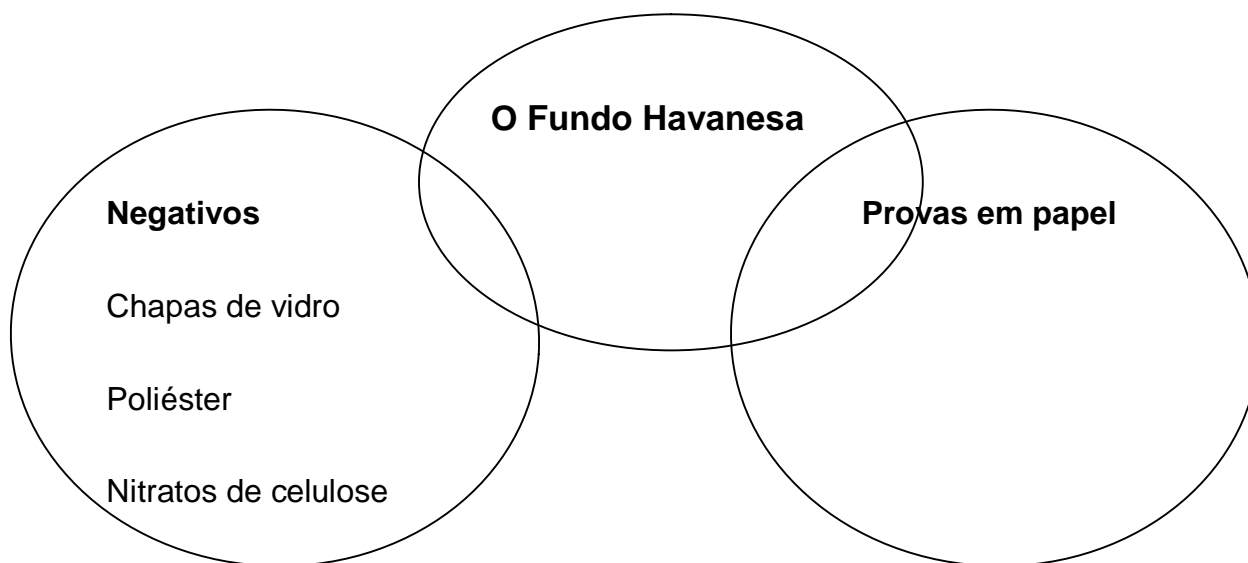 O Fundo Havanesa
Negativos
Provas em papel
Chapas de vidro
Poliéster
Nitratos de celulose